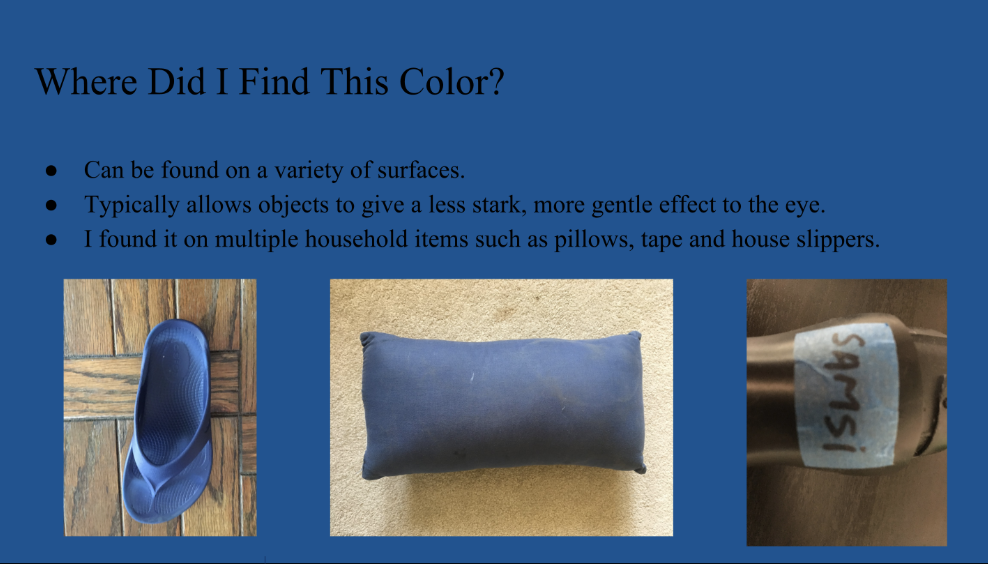 Where Did I Find This Color?
● Can be found on a variety of surfaces.
● Typically allows objects to give a less stark, more gentle effect to the eye.
● I found it on multiple household items such as pillows, tape and house slippers.
SAMSi